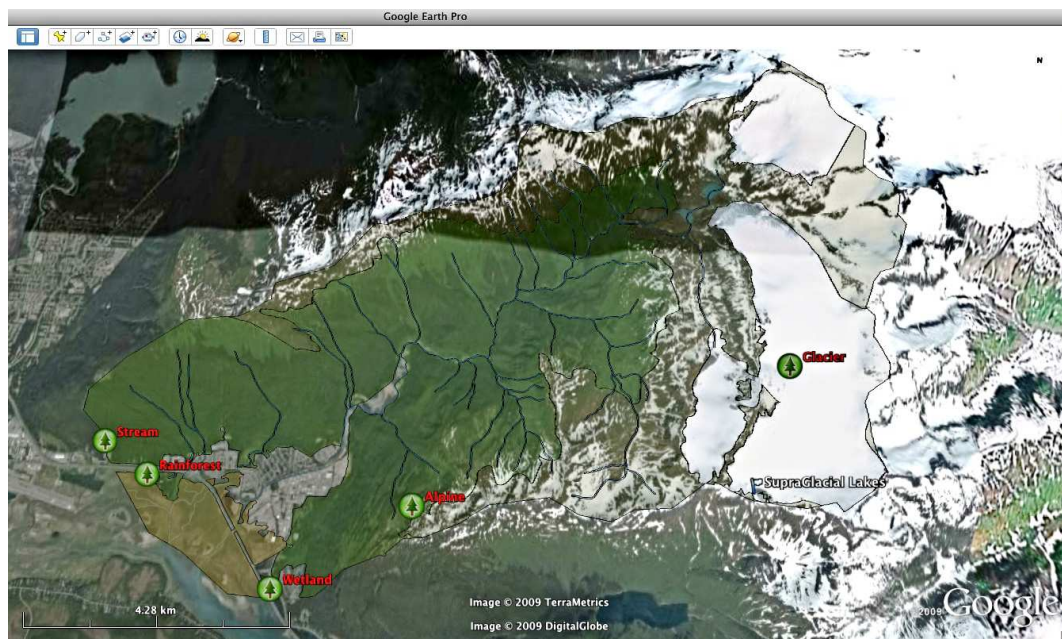 Google Earth Pro
N
Glacier
Stream
Rainforest
SupraGlacial Lakes
Alpine
Wetland
4.28 km
Image © 2009 TerraMetrics
Image © 2009 DigitalGlobe
©2009 Google